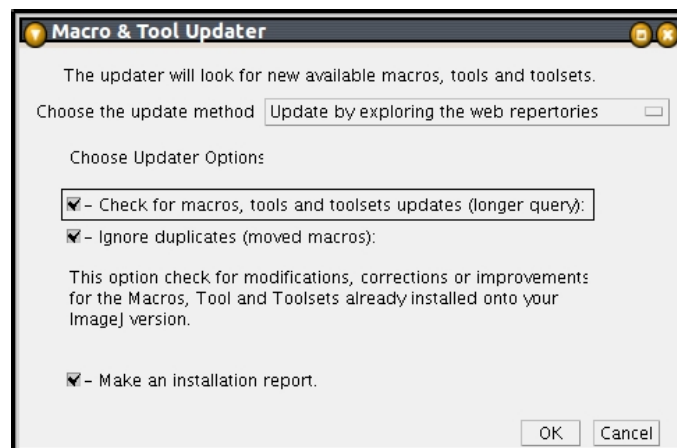 Macro & Tool Updater
The updater will look for new available macros, tools and toolsets.
Choose the update method Update by exploring the web repertories
Choose Updater Options
– Check for macros, tools and toolsets updates (longer query):
– Ignore duplicates (moved macros):
This option check for modifications, corrections or improvements
for the Macros, Tool and Toolsets already installed onto your
ImageJ version.
– Make an installation report.
OK Cancel